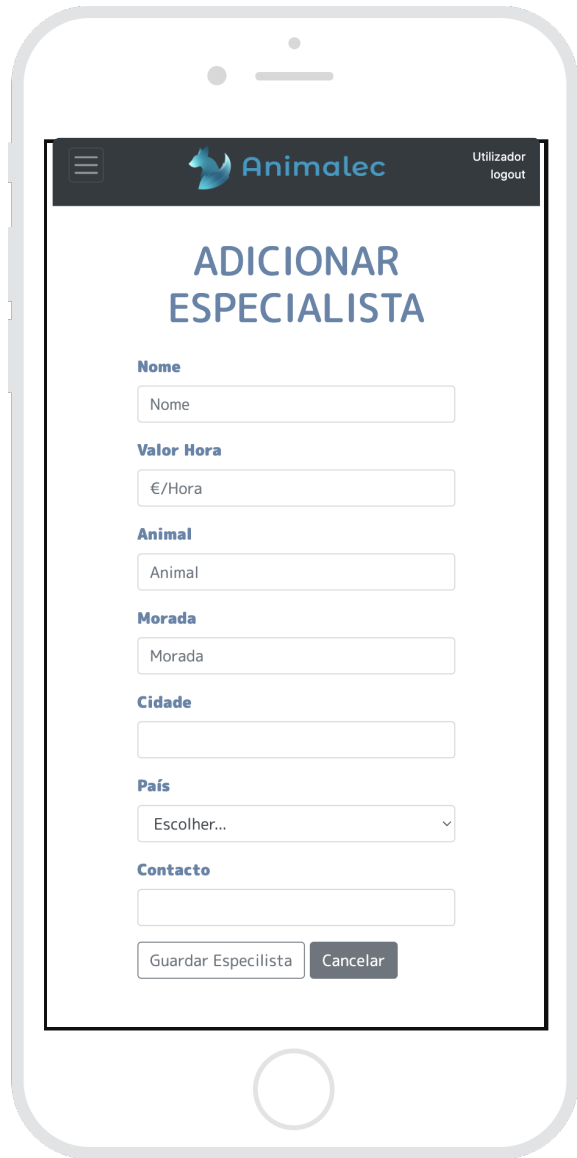 Animalec
Utilizador
logout
ADICIONAR
ESPECIALISTA
Nome
Nome
Valor Hora
€/Hora
Animal
Animal
Morada
Morada
Cidade
País
Escolher...
Contacto
Guardar Especilista
Cancelar